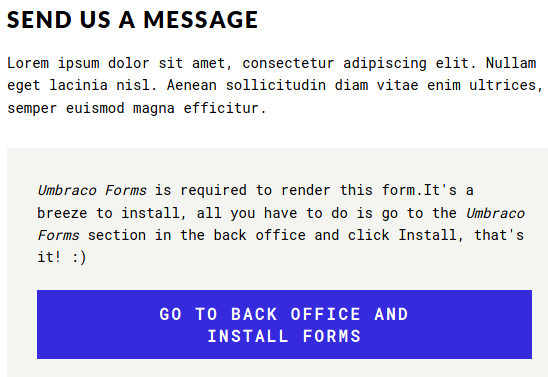 SEND US A MESSAGE
Lorem ipsum dolor sit amet, consectetur adipiscing elit. Nullam
eget lacinia nisl. Aenean sollicitudin diam vitae enim ultrices,
semper euismod magna efficitur.
Umbraco Forms is required to render this form.It's a
breeze to install, all you have to do is go to the Umbraco
Forms section in the back office and click Install, that's
it! :)
GO TO BACK OFFICE AND
INSTALL FORMS